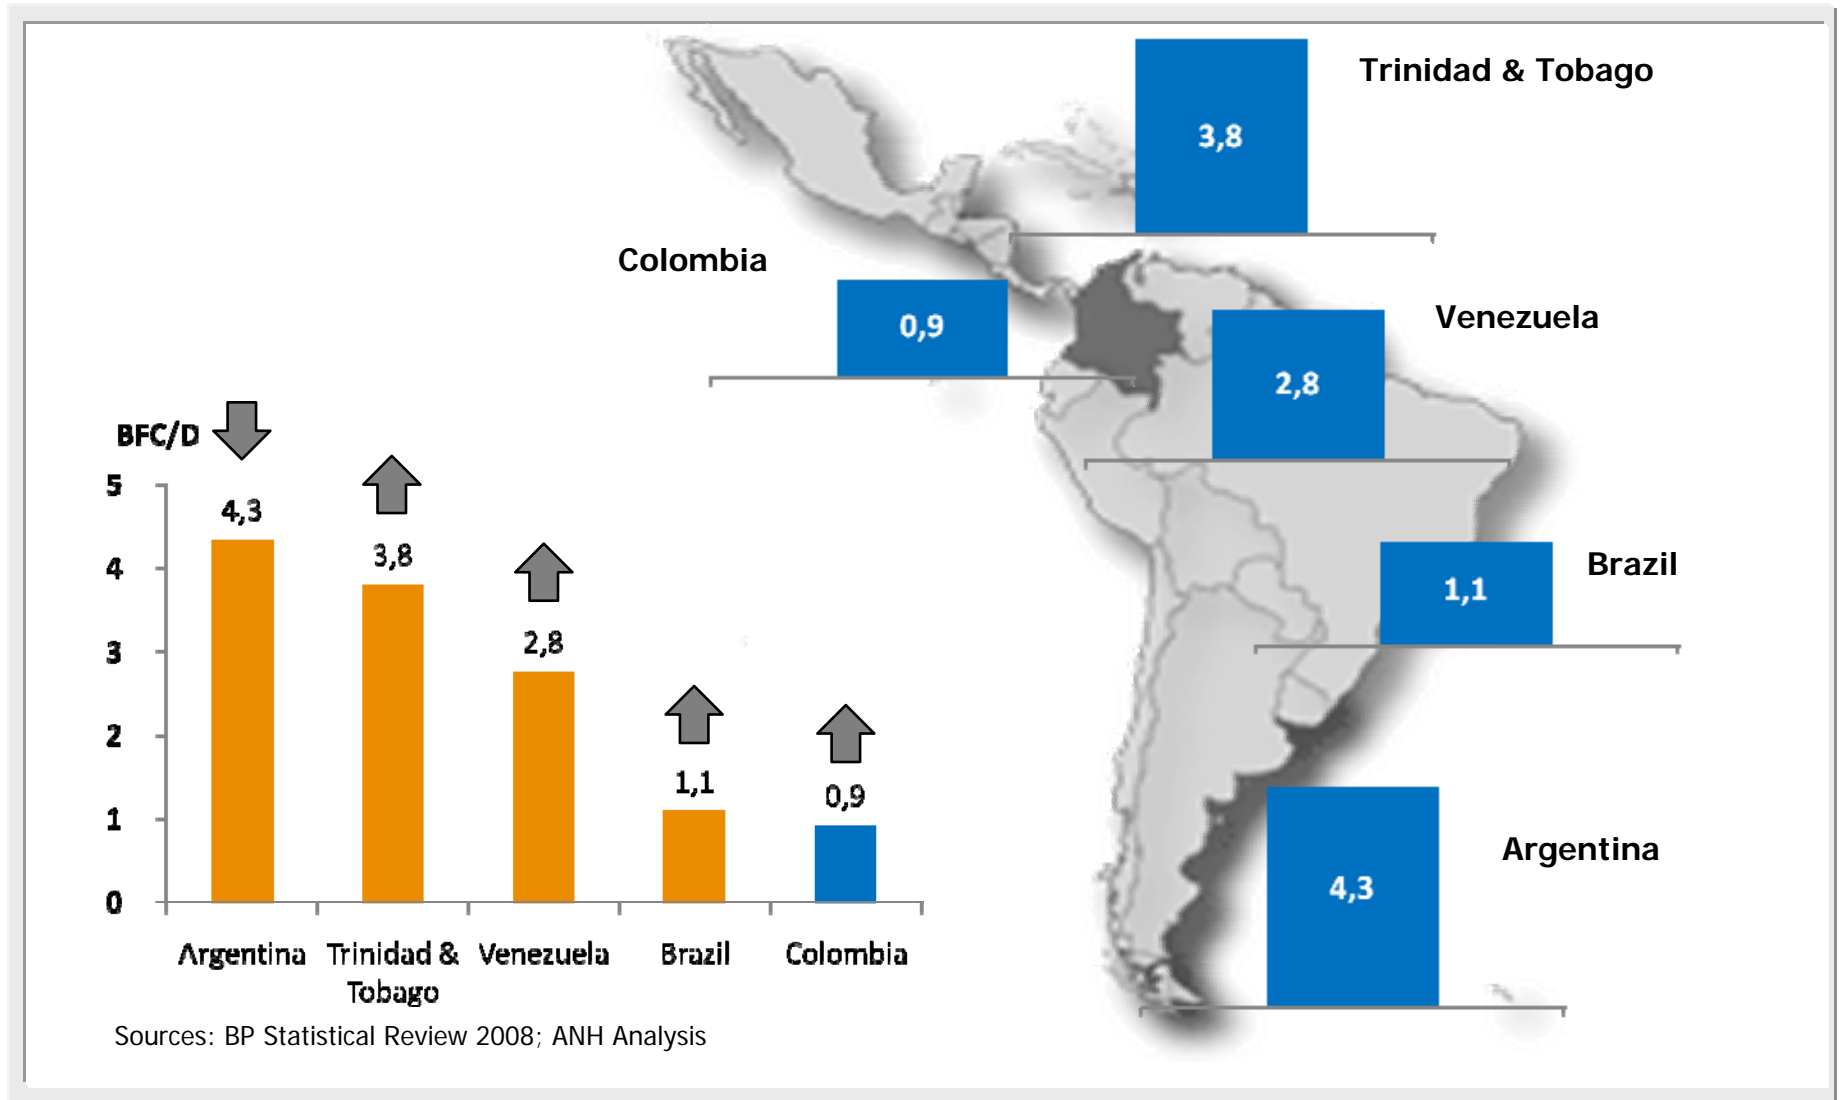 Trinidad & Tobago
3,8
Colombia
0,9
Venezuela
2,8
Brazil
1,1
Argentina
4,3
BFC/D
5
4
3
2
1
0
4,3
3,8
2,8
1,1
0,9
Argentina
Trinidad &
Tobago
Venezuela
Brazil
Colombia
Sources: BP Statistical Review 2008; ANH Analysis